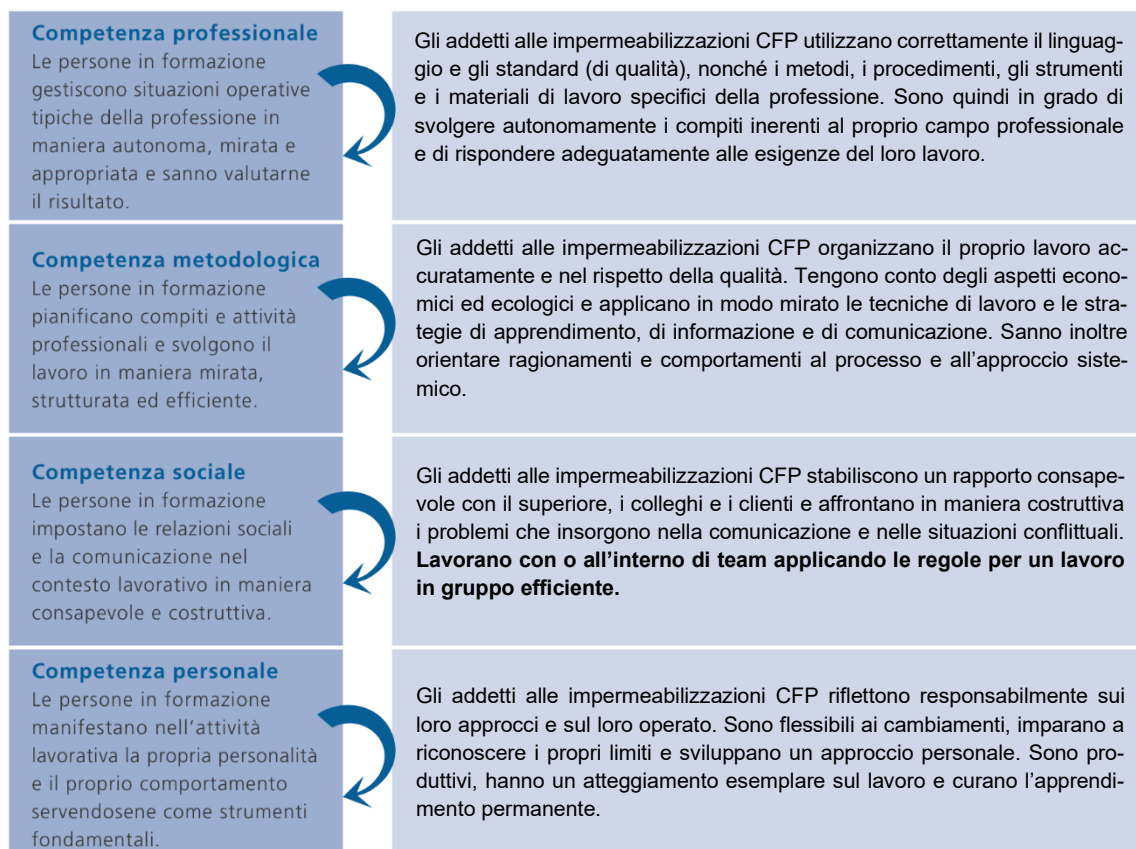 Competenza professionale
Le persone in formazione
gestiscono situazioni operative
tipiche della professione in
maniera autonoma, mirata e
appropriata e sanno valutarne
il risultato.
Gli addetti alle impermeabilizzazioni CFP utilizzano correttamente il linguag-
gio e gli standard (di qualità), nonché i metodi, i procedimenti, gli strumenti
e i materiali di lavoro specifici della professione. Sono quindi in grado di
svolgere autonomamente i compiti inerenti al proprio campo professionale
e di rispondere adeguatamente alle esigenze del loro lavoro.
Competenza metodologica
Le persone in formazione
pianificano compiti e attività
professionali e svolgono il
lavoro in maniera mirata,
strutturata ed efficiente.
Gli addetti alle impermeabilizzazioni CFP organizzano il proprio lavoro ac-
curatamente e nel rispetto della qualità. Tengono conto degli aspetti econo-
mici ed ecologici e applicano in modo mirato le tecniche di lavoro e le stra-
tegie di apprendimento, di informazione e di comunicazione. Sanno inoltre
orientare ragionamenti e comportamenti al processo e all’approccio siste-
mico.
Competenza sociale
Le persone in formazione
impostano le relazioni sociali
e la comunicazione nel
contesto lavorativo in maniera
consapevole e costruttiva.
Gli addetti alle impermeabilizzazioni CFP stabiliscono un rapporto consape-
vole con il superiore, i colleghi e i clienti e affrontano in maniera costruttiva
i problemi che insorgono nella comunicazione e nelle situazioni conflittuali.
Lavorano con o all’interno di team applicando le regole per un lavoro
in gruppo efficiente.
Competenza personale
Le persone in formazione
manifestano nell’attività
lavorativa la propria personalità
e il proprio comportamento
servendosene come strumenti
fondamentali.
Gli addetti alle impermeabilizzazioni CFP riflettono responsabilmente sui
loro approcci e sul loro operato. Sono flessibili ai cambiamenti, imparano a
riconoscere i propri limiti e sviluppano un approccio personale. Sono pro-
duttivi, hanno un atteggiamento esemplare sul lavoro e curano l’apprendi-
mento permanente.